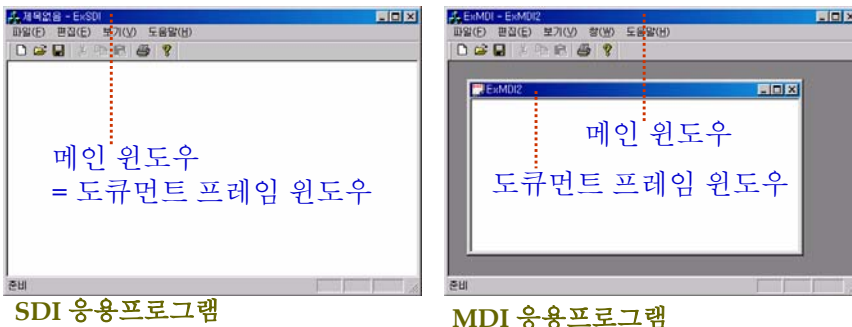 제목없음 - ExSDI
파일(F) 편집(E) 보기(V) 도움말(H)
메인 윈도우
= 도큐먼트 프레임 윈도우
준비
SDI 응용프로그램
ExMDI - ExMDI2
파일(F) 편집(E) 보기(V) 창(W) 도움말(H)
ExMDI2
메인 윈도우
도큐먼트 프레임 윈도우
준비
MDI 응용프로그램